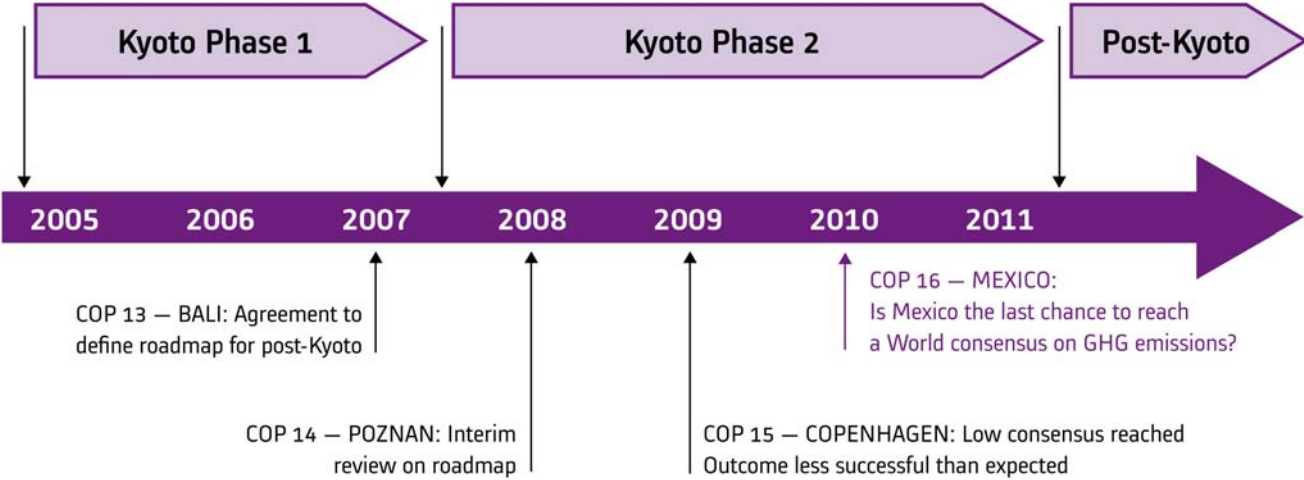 Kyoto Phase 1
Kyoto Phase 2
Post-Kyoto
2005
2006
2007
2008
2009
2010
2011
COP 13 — BALI: Agreement to
define roadmap for post-Kyoto
COP 16 — MEXICO:
Is Mexico the last chance to reach
a World consensus on GHG emissions?
COP 14 — POZNAN: Interim
review on roadmap
COP 15 — COPENHAGEN: Low consensus reached
Outcome less successful than expected